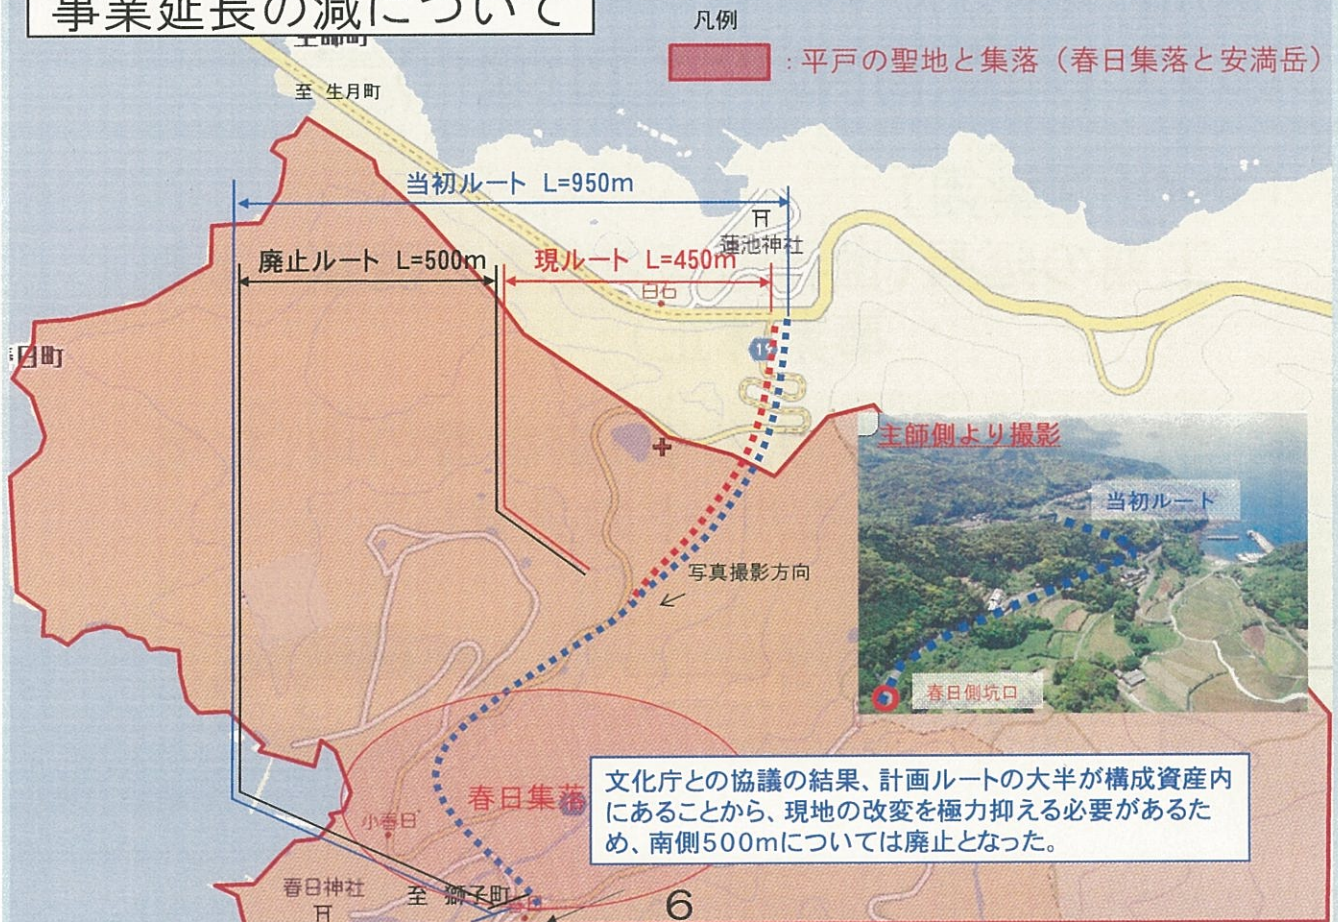 事業延長の減について
凡例
：平戸の聖地と集落（春日集落と安満岳）
主師町
至 生月町
当初ルート L=950m
蓮池神社
廃止ルート L=500m
現ルート L=450m
白石
19
春日町
主師側より撮影
当初ルート
写真撮影方向
春日側坑口
春日集落
小春日
文化庁との協議の結果、計画ルートの大半が構成資産内
にあることから、現地の改変を極力抑える必要があるた
め、南側500mについては廃止となった。
春日神社
至 獅子町
6